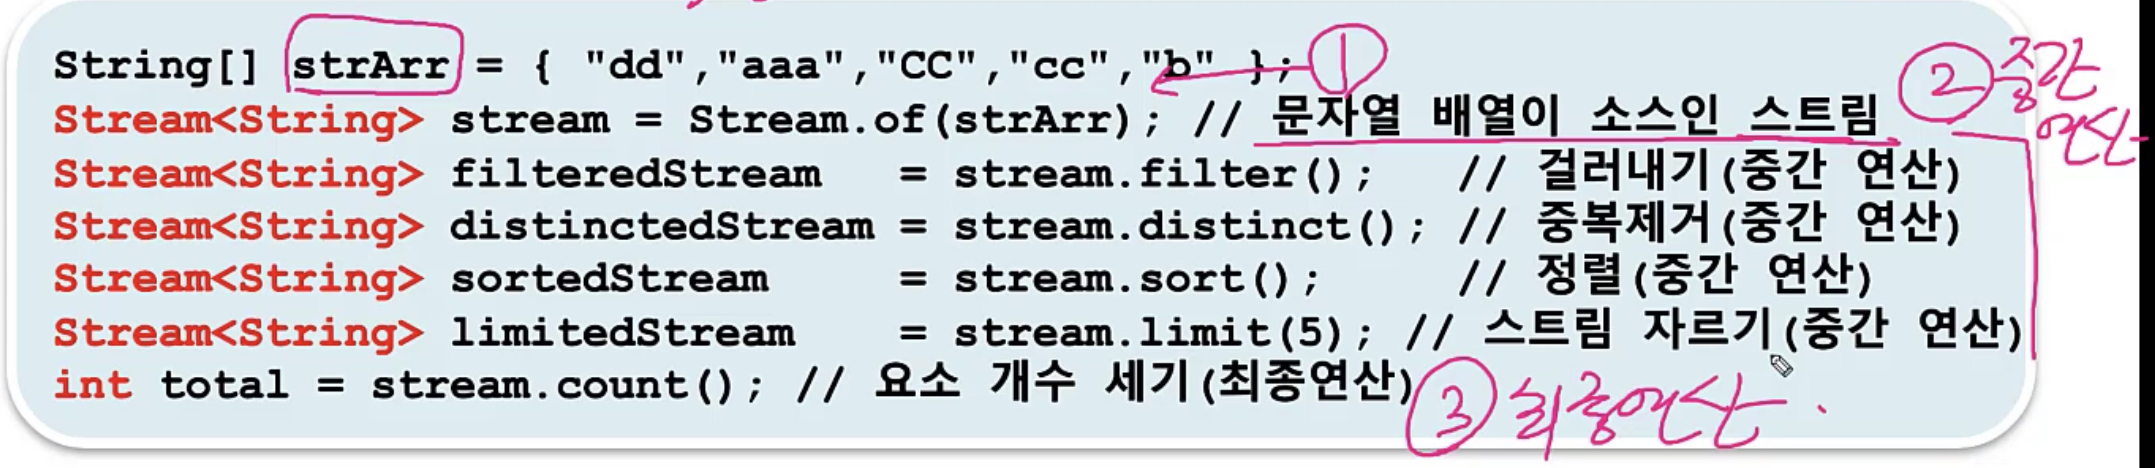 String[] strArr = { "dd","aaa","CC","cc","b" }; ① ② 중간 연산
Stream<String> stream = Stream.of(strArr); // 문자열 배열이 소스인 스트림
Stream<String> filteredStream = stream.filter(); // 걸러내기(중간 연산)
Stream<String> distinctedStream = stream.distinct(); // 중복제거(중간 연산)
Stream<String> sortedStream = stream.sort(); // 정렬(중간 연산)
Stream<String> limitedStream = stream.limit(5); // 스트림 자르기(중간 연산)
int total = stream.count(); // 요소 개수 세기(최종연산) ③ 최종연산.